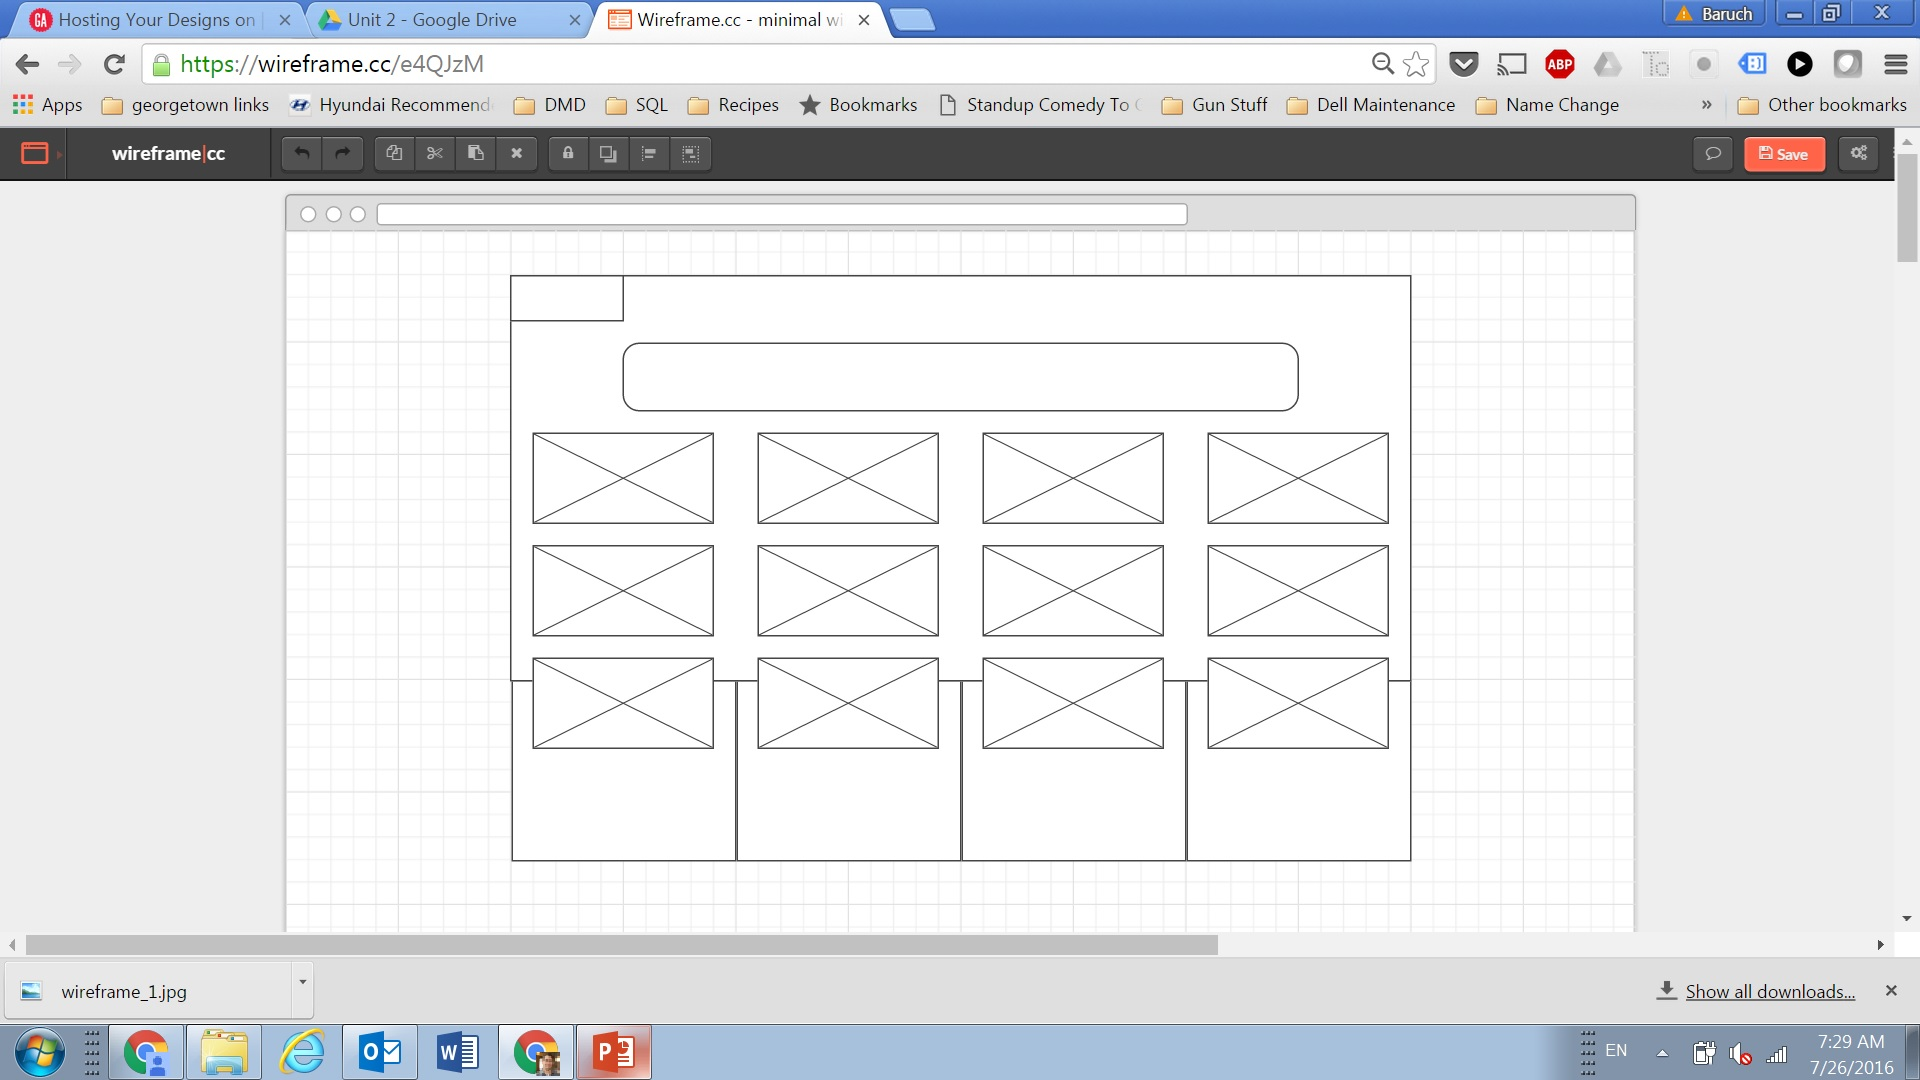 GA Hosting Your Designs on
Unit 2 - Google Drive
Wireframe.cc - minimal wi
Baruch
https://wireframe.cc/e4QJzM
ABP
Apps
georgetown links
Hyundai Recommend
DMD
SQL
Recipes
Bookmarks
Standup Comedy To
Gun Stuff
Dell Maintenance
Name Change
»
Other bookmarks
wireframe|cc
Save
wireframe_1.jpg
Show all downloads...
EN
7:29 AM
7/26/2016